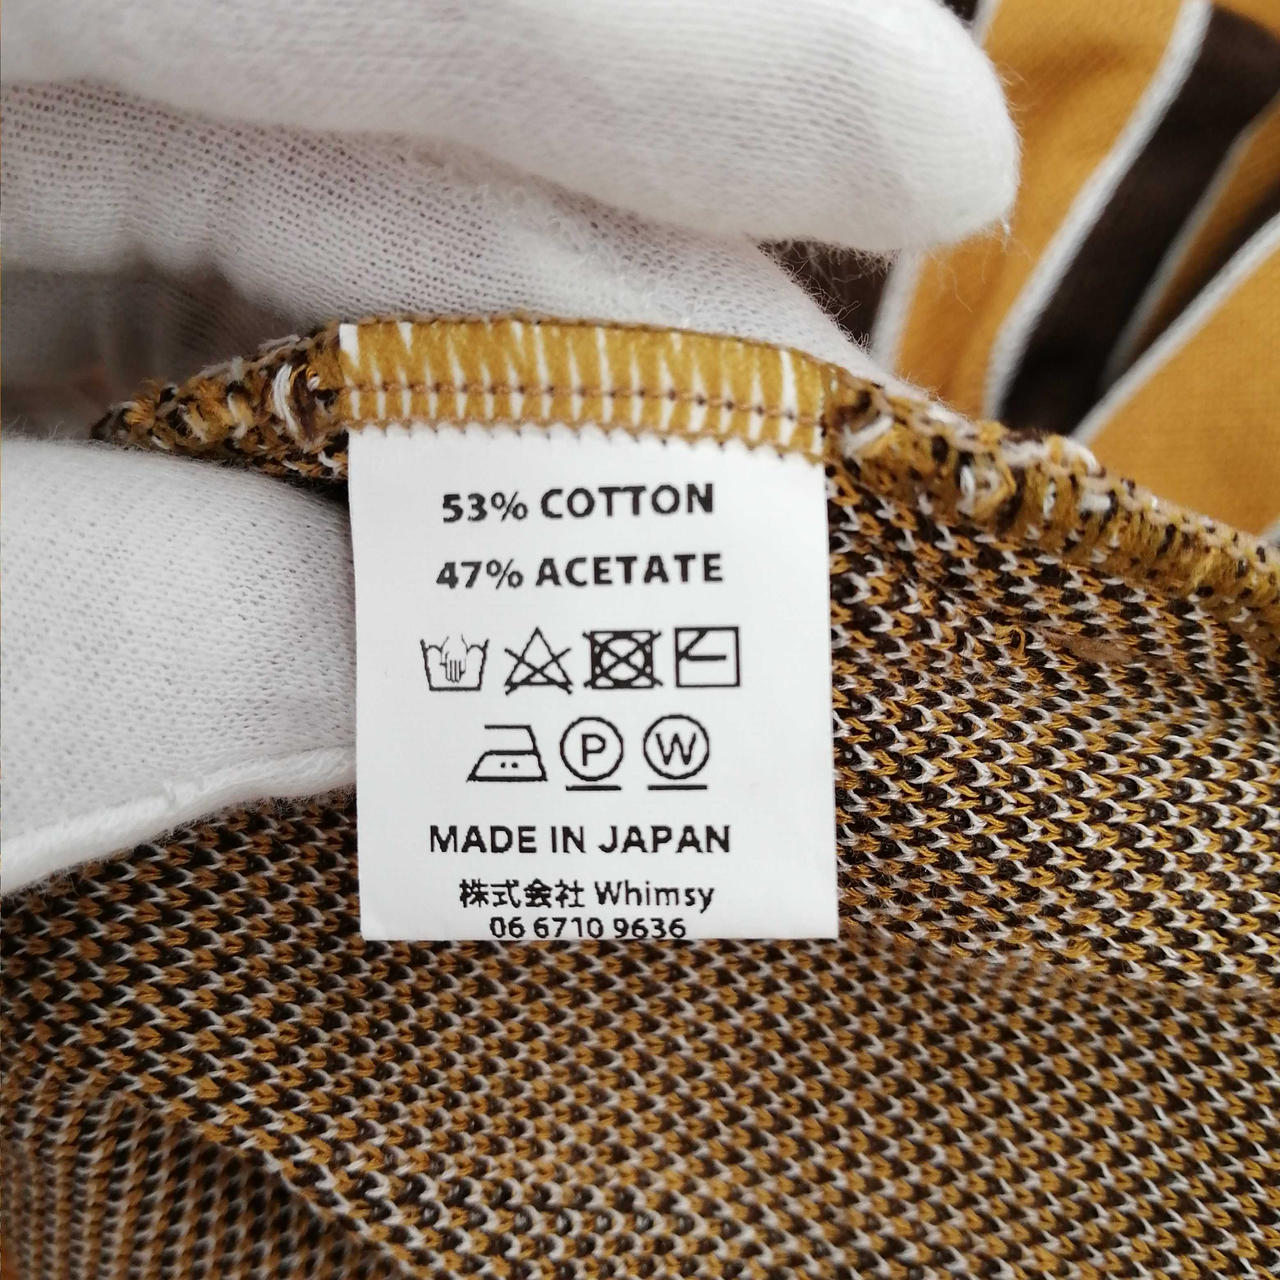 53% COTTON
47% ACETATE
P W
MADE IN JAPAN
株式会社 Whimsy
06 6710 9636